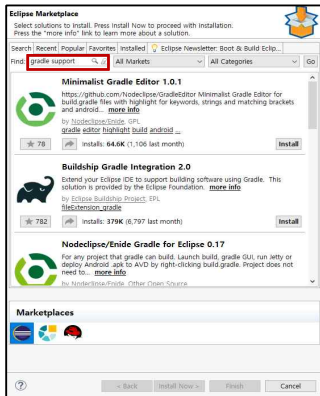 Eclipse Marketplace
Select solutions to install. Press Install Now to proceed with installation.
Press the "more info" link to learn more about a solution.
Search Recent Popular Favorites Installed Eclipse Newsletter: Boot & Build Eclip...
Find: gradle support All Markets All Categories Go
Minimalist Gradle Editor 1.0.1
https://github.com/Nodeclipse/GradleEditor Minimalist Gradle Editor for
build.gradle files with highlight for keywords, strings and matching brackets
and android... more info
by Nodeclipse/Enide, GPL
gradle editor highlight build android ...
78 Installs: 64.6K (1,106 last month) Install
Buildship Gradle Integration 2.0
Extend your Eclipse IDE to support building software using Gradle. This
solution is provided by the Eclipse Foundation. more info
by Eclipse Buildship Project, EPL
fileExtension_gradle
782 Installs: 379K (6,797 last month) Install
Nodeclipse/Enide Gradle for Eclipse 0.17
For any project that gradle can build. Launch build, gradle GUI, run Jetty or
deploy Android .apk to AVD by right-clicking build.gradle. Project does not
need to... more info
by Nodeclipse/Enide, Other Open Source
Marketplaces
? < Back Install Now > Finish Cancel